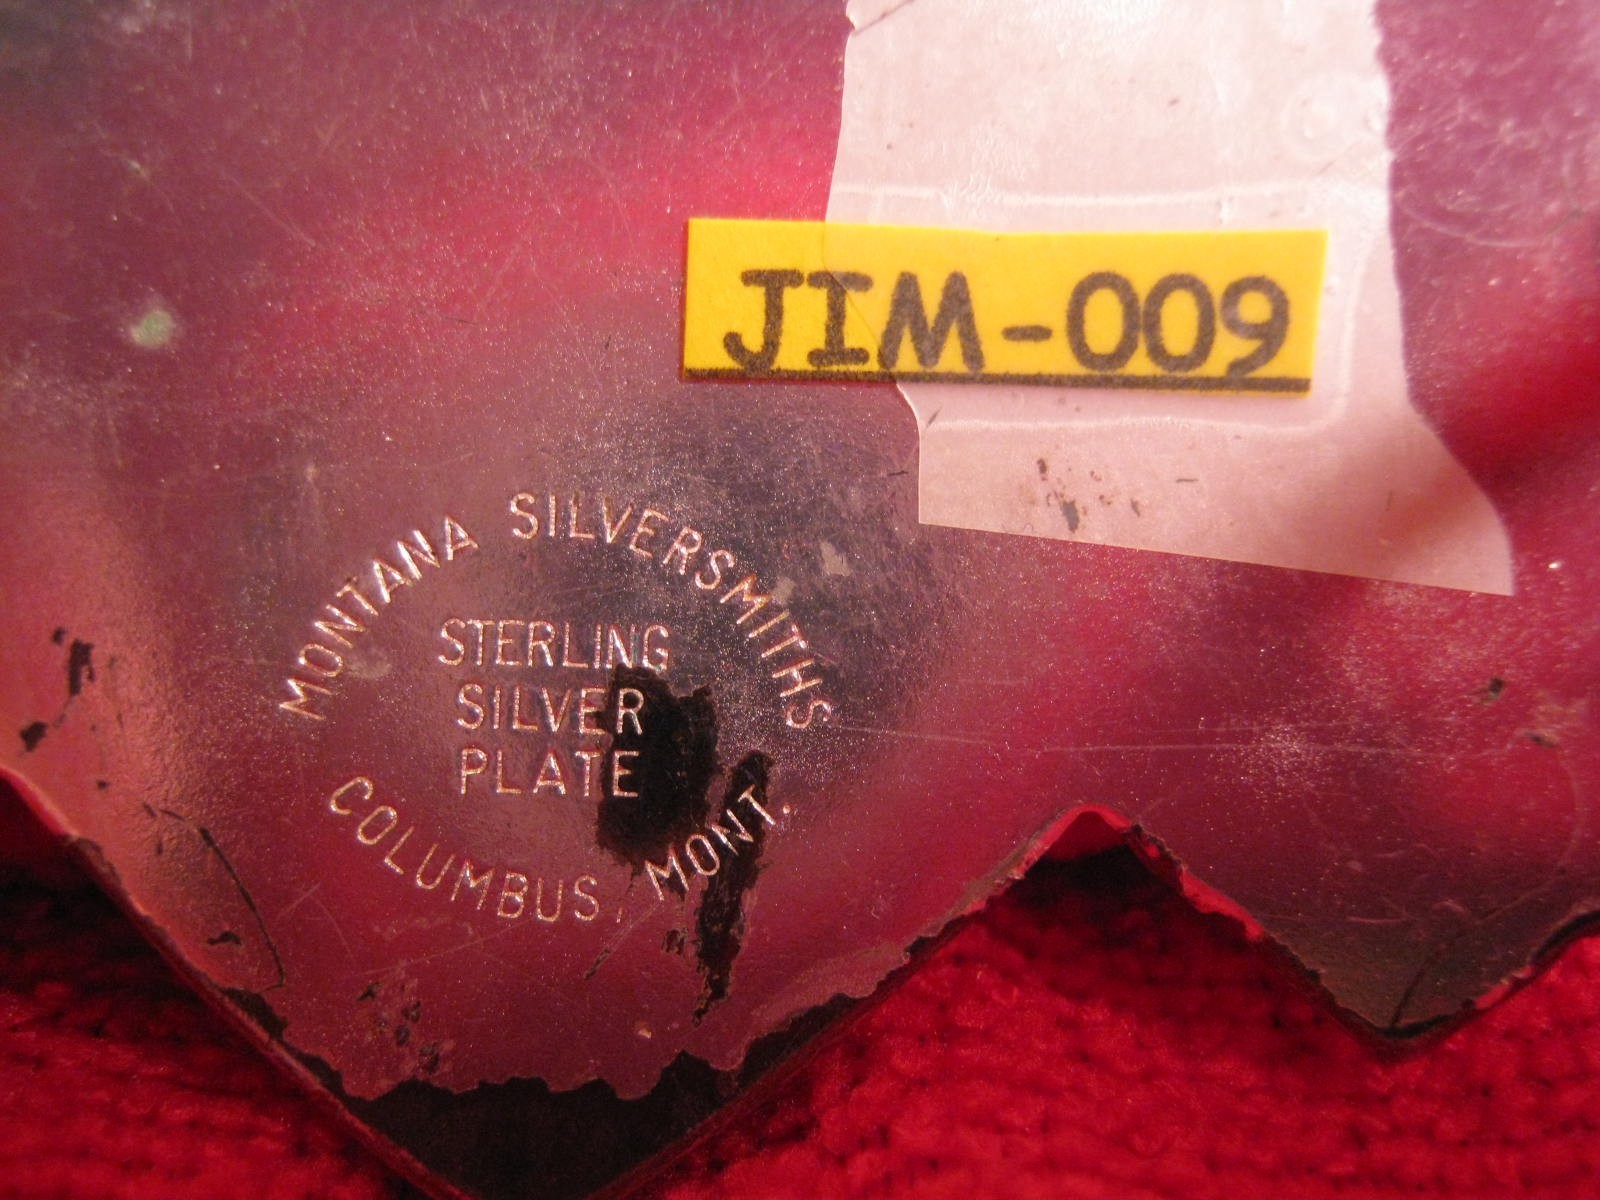 JIM-009
MONTANA SILVERSMITHS
STERLING
SILVER
PLATE
COLUMBUS, MONT.